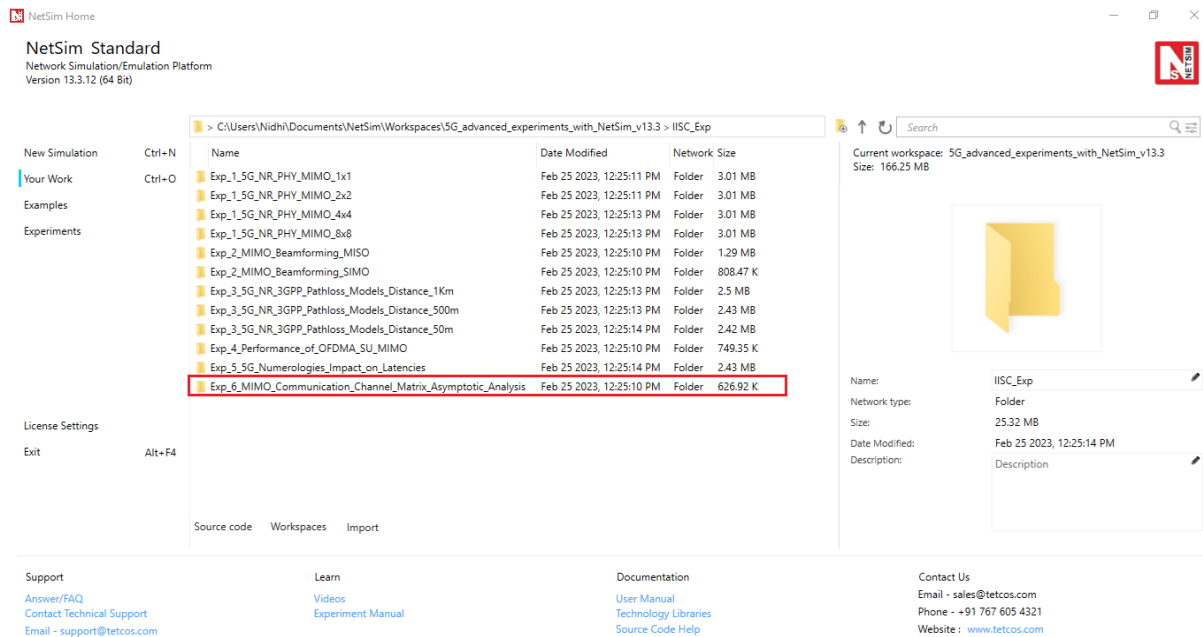 NetSim Home
NetSim Standard
Network Simulation/Emulation Platform
Version 13.3.12 (64 Bit)
NETSIM
> C:\Users\Nidhi\Documents\NetSim\Workspaces\5G_advanced_experiments_with_NetSim_v13.3 > IISC_Exp
Search
New Simulation Ctrl+N
Your Work Ctrl+O
Examples
Experiments
License Settings
Exit Alt+F4
Name Date Modified Network Size
Exp_1_5G_NR_PHY_MIMO_1x1 Feb 25 2023, 12:25:11 PM Folder 3.01 MB
Exp_1_5G_NR_PHY_MIMO_2x2 Feb 25 2023, 12:25:11 PM Folder 3.01 MB
Exp_1_5G_NR_PHY_MIMO_4x4 Feb 25 2023, 12:25:13 PM Folder 3.01 MB
Exp_1_5G_NR_PHY_MIMO_8x8 Feb 25 2023, 12:25:13 PM Folder 3.01 MB
Exp_2_MIMO_Beamforming_MISO Feb 25 2023, 12:25:10 PM Folder 1.29 MB
Exp_2_MIMO_Beamforming_SIMO Feb 25 2023, 12:25:10 PM Folder 808.47 K
Exp_3_5G_NR_3GPP_Pathloss_Models_Distance_1Km Feb 25 2023, 12:25:13 PM Folder 2.5 MB
Exp_3_5G_NR_3GPP_Pathloss_Models_Distance_500m Feb 25 2023, 12:25:13 PM Folder 2.43 MB
Exp_3_5G_NR_3GPP_Pathloss_Models_Distance_50m Feb 25 2023, 12:25:14 PM Folder 2.42 MB
Exp_4_Performance_of_OFDMA_SU_MIMO Feb 25 2023, 12:25:10 PM Folder 749.35 K
Exp_5_5G_Numerologies_Impact_on_Latencies Feb 25 2023, 12:25:14 PM Folder 2.43 MB
Exp_6_MIMO_Communication_Channel_Matrix_Asymptotic_Analysis Feb 25 2023, 12:25:10 PM Folder 626.92 K
Source code Workspaces Import
Current workspace: 5G_advanced_experiments_with_NetSim_v13.3
Size: 166.25 MB
Name: IISC_Exp
Network type: Folder
Size: 25.32 MB
Date Modified: Feb 25 2023, 12:25:14 PM
Description: Description
Support
Answer/FAQ
Contact Technical Support
Email - support@tetcos.com
Learn
Videos
Experiment Manual
Documentation
User Manual
Technology Libraries
Source Code Help
Contact Us
Email - sales@tetcos.com
Phone - +91 767 605 4321
Website : www.tetcos.com